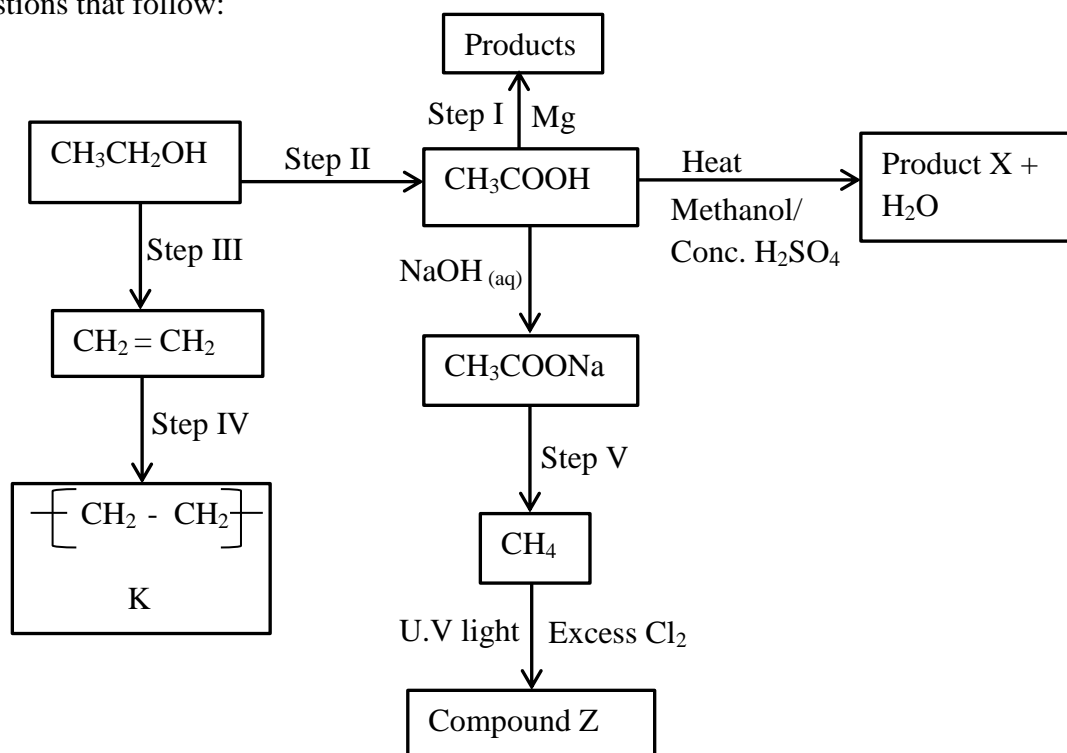 stions that follow:
Products
Step I Mg
CH₃CH₂OH
Step II
CH₃COOH
Heat
Methanol/
Conc. H₂SO₄
Product X +
H₂O
Step III
NaOH (aq)
CH₂ = CH₂
CH₃COONa
Step IV
Step V
CH₂ - CH₂
K
CH₄
U.V light Excess Cl₂
Compound Z